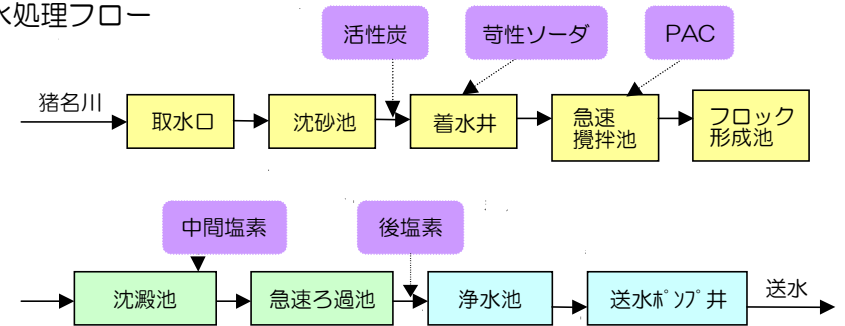 水処理フロー
活性炭
苛性ソーダ
PAC
猪名川
取水口
沈砂池
着水井
急速
攪拌池
フロック
形成池
中間塩素
後塩素
沈澱池
急速ろ過池
浄水池
送水ﾎﾟﾝﾌﾟ井
送水